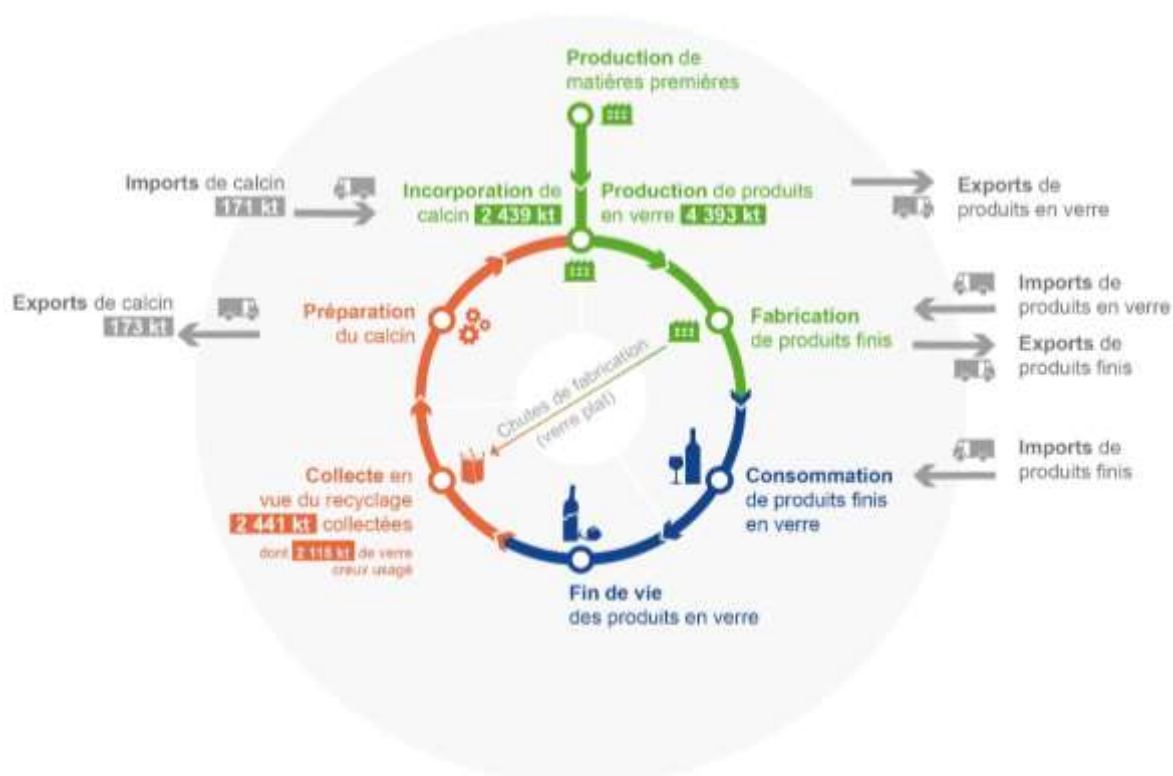 Production de
matières premières
Imports de calcin
171 kt
Incorporation de
calcin 2 439 kt
Production de produits
en verre 4 393 kt
Exports de
produits en verre
Exports de calcin
173 kt
Préparation
du calcin
Fabrication
de produits finis
Imports de
produits en verre
Exports de
produits finis
Chutes de fabrication
(verre plat)
Collecte en
vue du recyclage
2 441 kt collectées
dont 2 118 kt de verre
creux usagé
Consommation
de produits finis
en verre
Imports de
produits finis
Fin de vie
des produits en verre